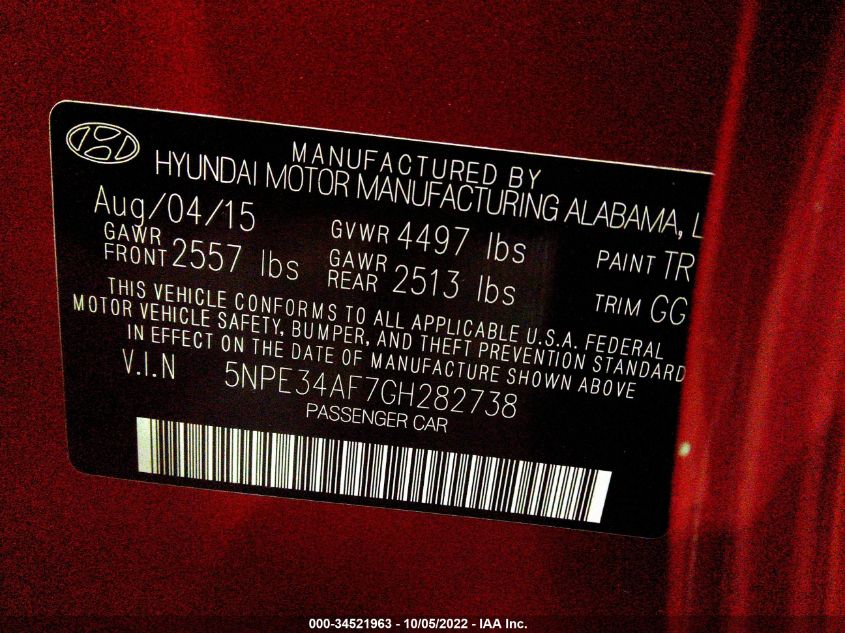 MANUFACTURED BY
HYUNDAI MOTOR MANUFACTURING ALABAMA, L
Aug/04/15 GVWR 4497 lbs PAINT TR
GAWR FRONT 2557 lbs GAWR REAR 2513 lbs TRIM GG
THIS VEHICLE CONFORMS TO ALL APPLICABLE U.S.A. FEDERAL
MOTOR VEHICLE SAFETY, BUMPER, AND THEFT PREVENTION STANDARD
IN EFFECT ON THE DATE OF MANUFACTURE SHOWN ABOVE
V.I.N 5NPE34AF7GH282738
PASSENGER CAR
000-34521963 - 10/05/2022 - IAA Inc.